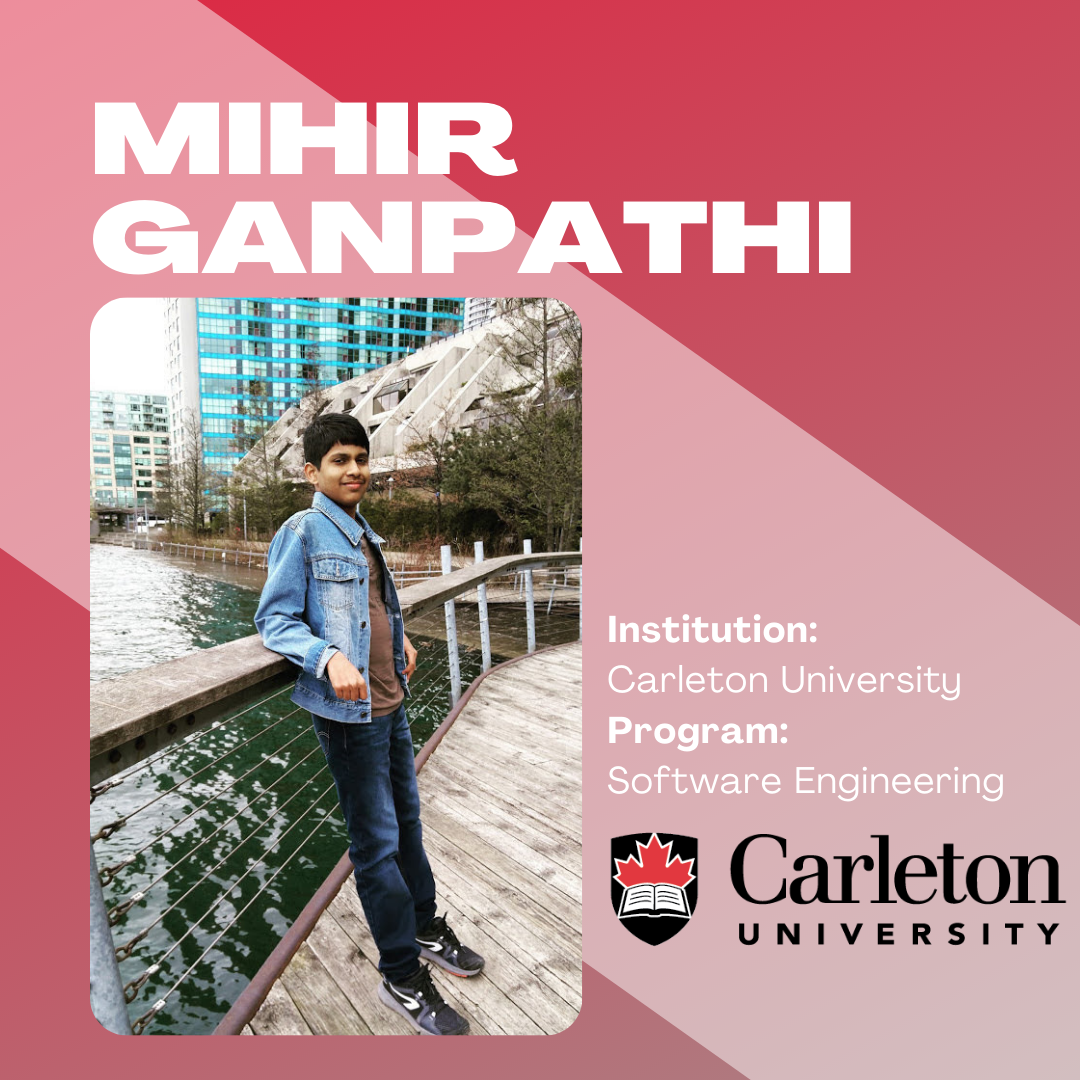 MIHIR
GANPATHI
Institution:
Carleton University
Program:
Software Engineering
Carleton
UNIVERSITY